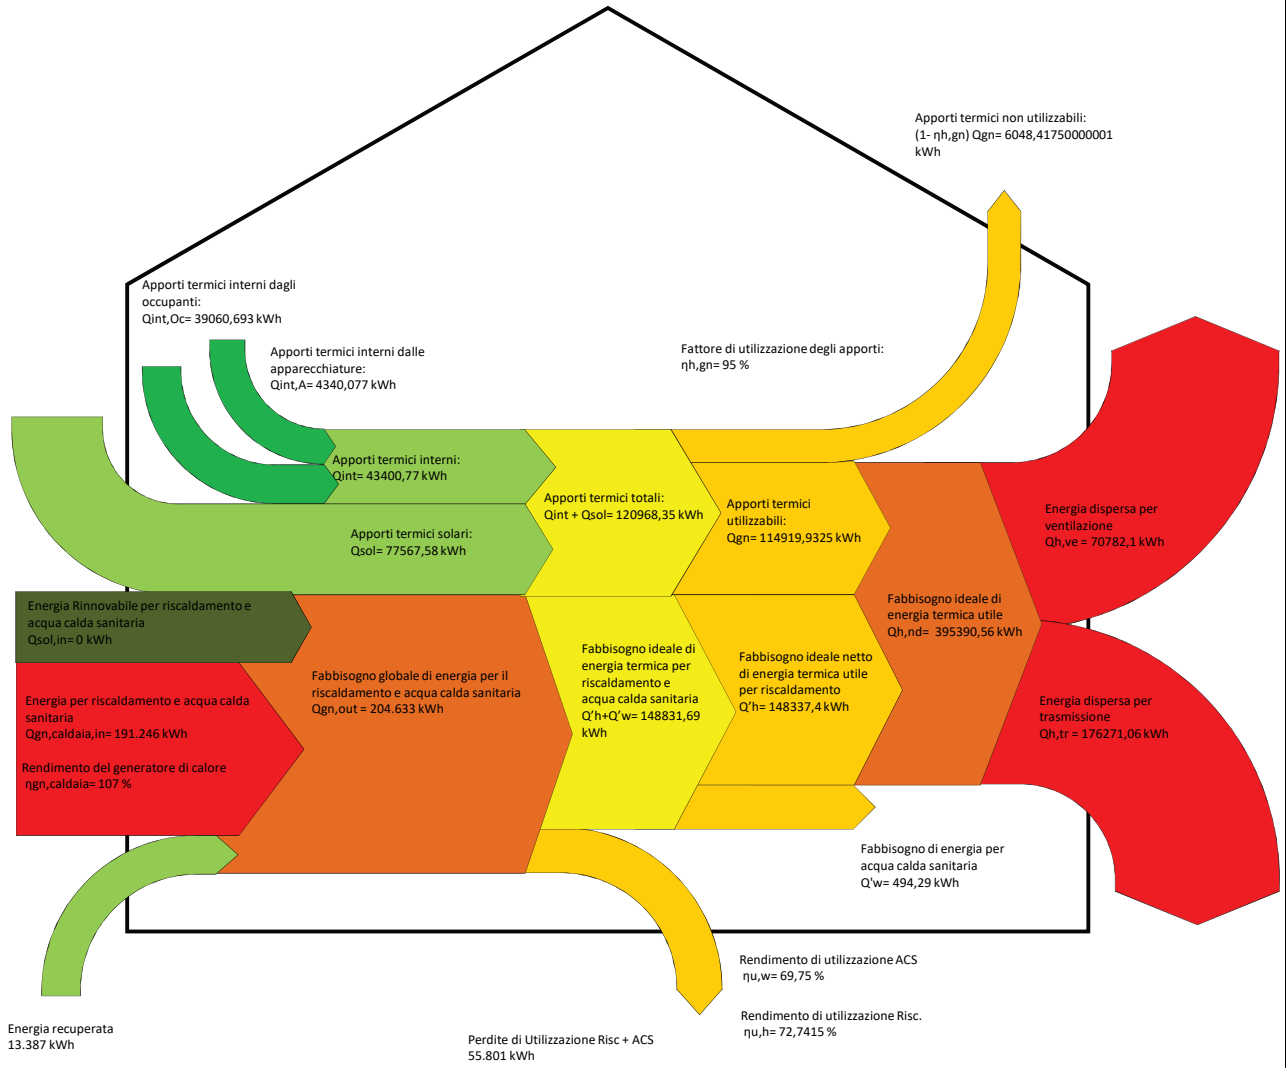 Apporti termici non utilizzabili:
(1- ηh,gn) Qgn= 6048,41750000001
kWh
Apporti termici interni dagli
occupanti:
Qint,Oc= 39060,693 kWh
Apporti termici interni dalle
apparecchiature:
Qint,A= 4340,077 kWh
Fattore di utilizzazione degli apporti:
ηh,gn= 95 %
Apporti termici interni:
Qint= 43400,77 kWh
Apporti termici solari:
Qsol= 77567,58 kWh
Apporti termici totali:
Qint + Qsol= 120968,35 kWh
Apporti termici
utilizzabili:
Qgn= 114919,9325 kWh
Energia dispersa per
ventilazione
Qh,ve = 70782,1 kWh
Energia Rinnovabile per riscaldamento e
acqua calda sanitaria
Qsol,in= 0 kWh
Fabbisogno ideale di
energia termica utile
Qh,nd= 395390,56 kWh
Energia per riscaldamento e acqua calda
sanitaria
Qgn,caldaia,in= 191.246 kWh
Rendimento del generatore di calore
ηgn,caldaia= 107 %
Fabbisogno globale di energia per il
riscaldamento e acqua calda sanitaria
Qgn,out = 204.633 kWh
Fabbisogno ideale di
energia termica per
riscaldamento e
acqua calda sanitaria
Q'h+Q'w= 148831,69
kWh
Fabbisogno ideale netto
di energia termica utile
per riscaldamento
Q'h= 148337,4 kWh
Energia dispersa per
trasmissione
Qh,tr = 176271,06 kWh
Fabbisogno di energia per
acqua calda sanitaria
Q'w= 494,29 kWh
Rendimento di utilizzazione ACS
ηu,w= 69,75 %
Rendimento di utilizzazione Risc.
ηu,h= 72,7415 %
Energia recuperata
13.387 kWh
Perdite di Utilizzazione Risc + ACS
55.801 kWh